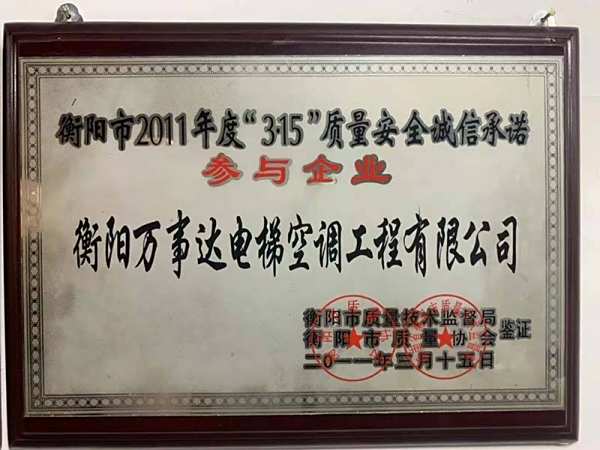 衡阳市2011年度“3·15”质量安全诚信承诺
参与企业
衡阳万事达电梯空调工程有限公司
衡阳市质量技术监督局
衡阳市质量协会 鉴证
二0一一年三月十五日